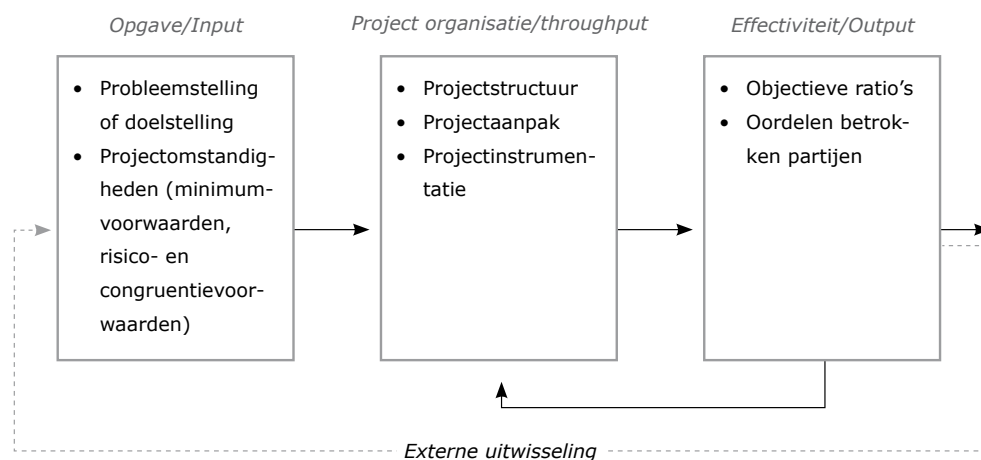 Opgave/Input
Project organisatie/throughput
Effectiviteit/Output
• Probleemstelling
of doelstelling
• Projectomstandig-
heden (minimum-
voorwaarden,
risico- en
congruentievoor-
waarden)
• Projectstructuur
• Projectaanpak
• Projectinstrumen-
tatie
• Objectieve ratio's
• Oordelen betrok-
kken partijen
Externe uitwisseling